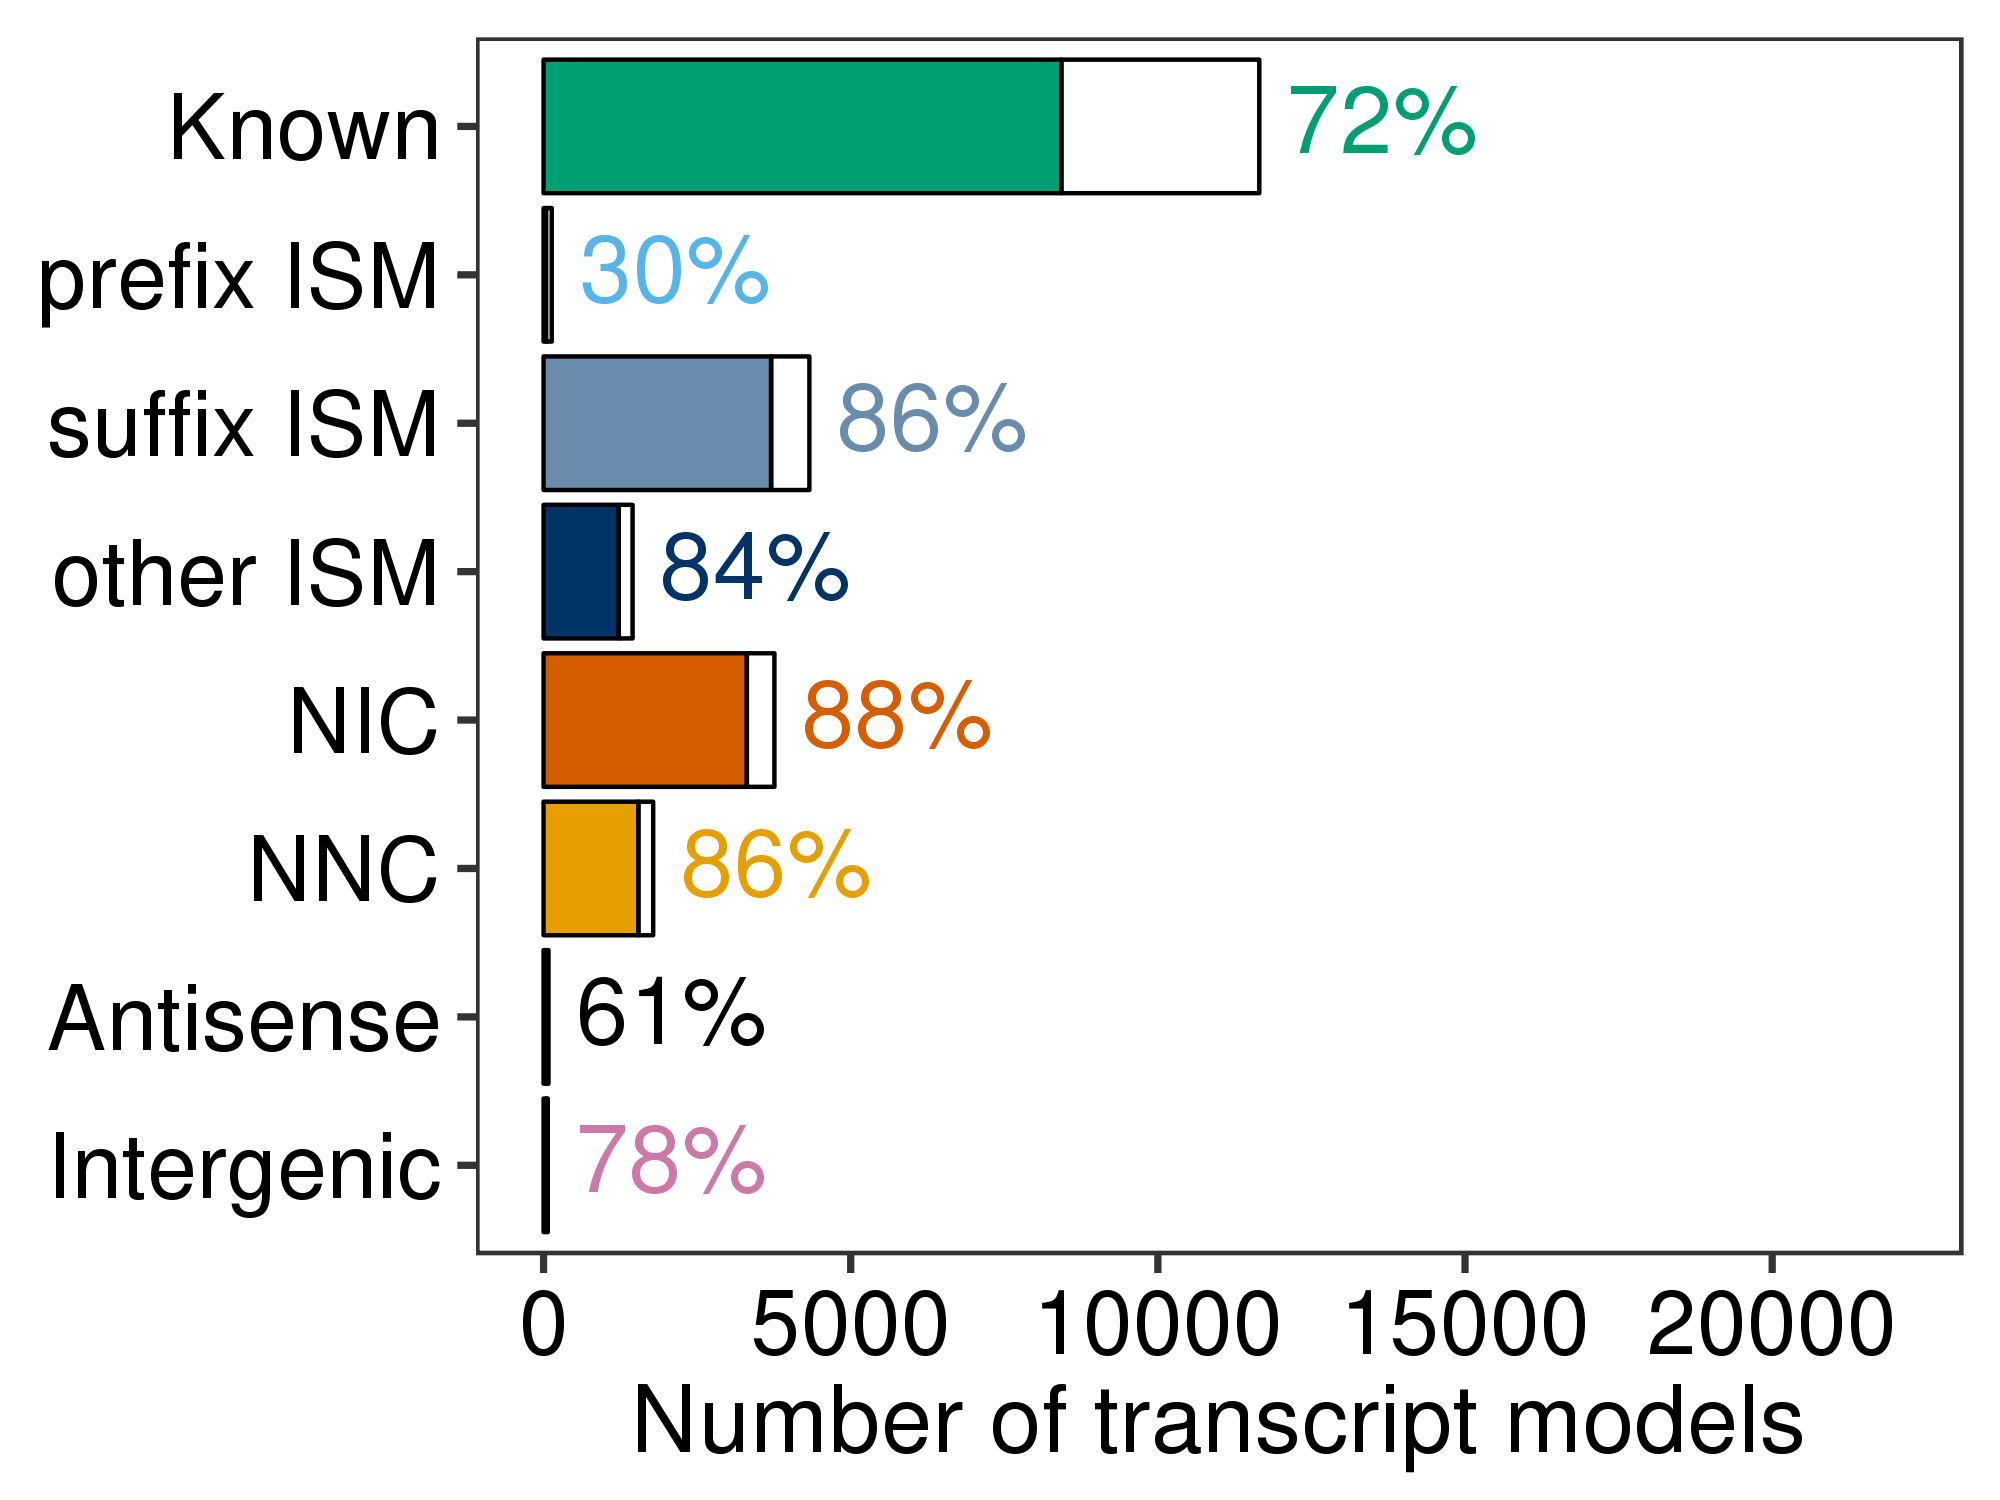 Known 72%
prefix ISM 30%
suffix ISM 86%
other ISM 84%
NIC 88%
NNC 86%
Antisense 61%
Intergenic 78%
0 5000 10000 15000 20000
Number of transcript models